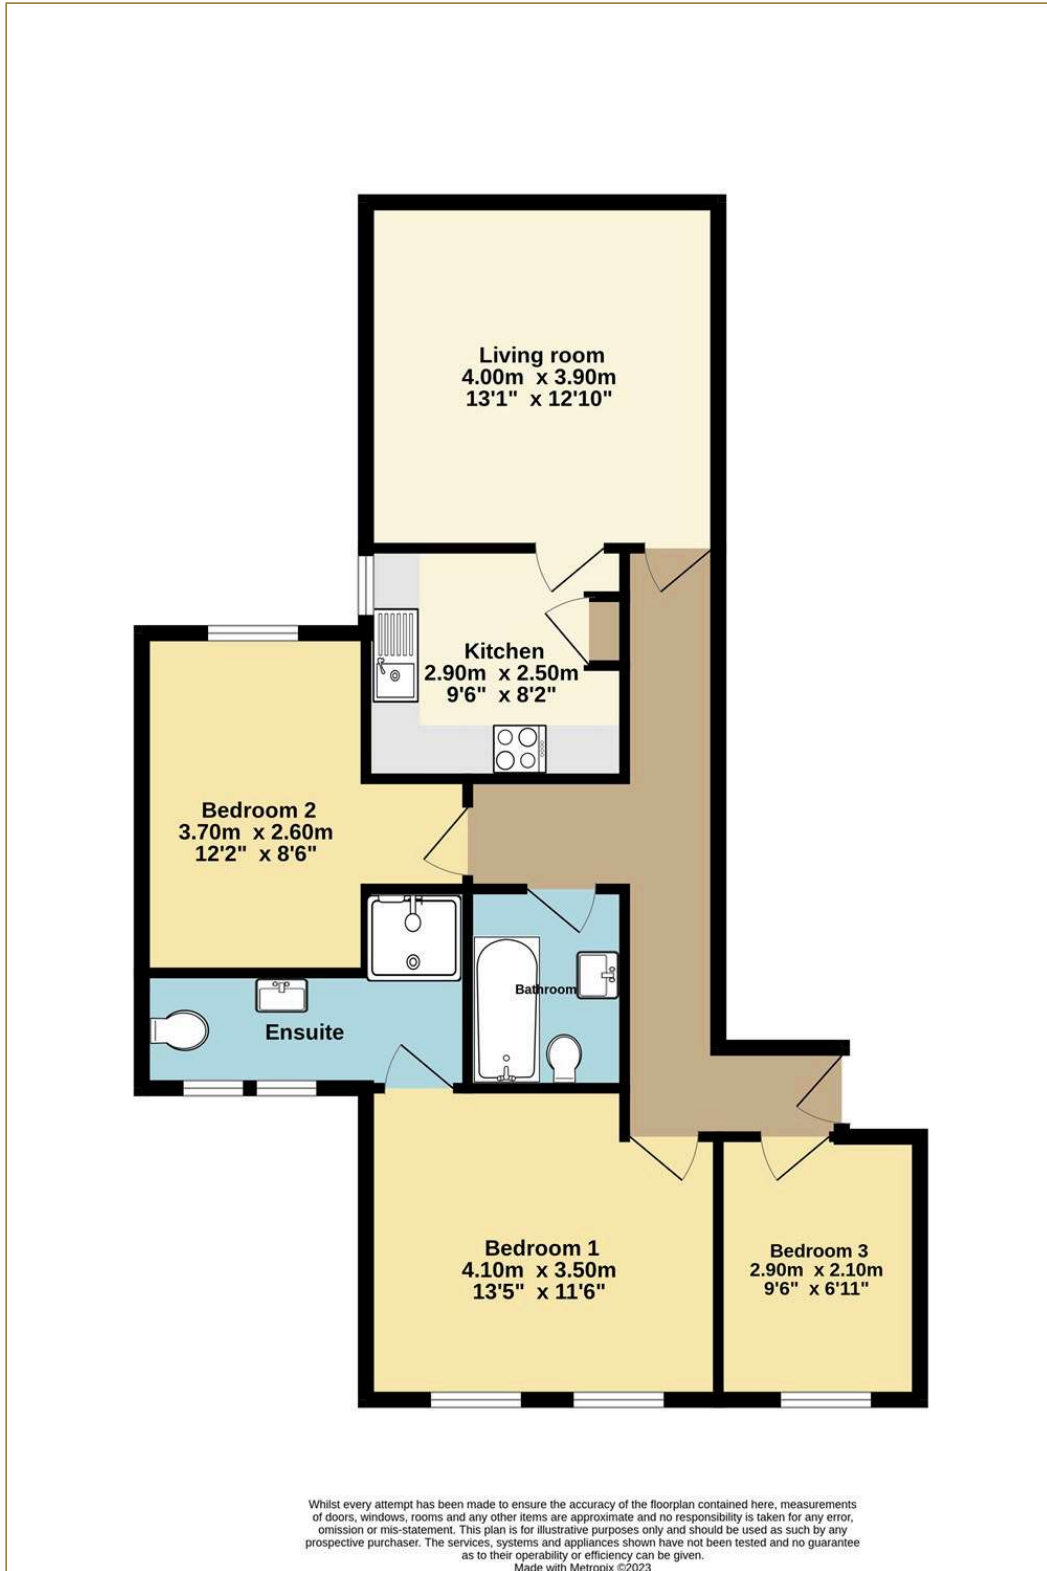 Living room
4.00m x 3.90m
13'1" x 12'10"
Kitchen
2.90m x 2.50m
9'6" x 8'2"
Bedroom 2
3.70m x 2.60m
12'2" x 8'6"
Bathroom
Ensuite
Bedroom 1
4.10m x 3.50m
13'5" x 11'6"
Bedroom 3
2.90m x 2.10m
9'6" x 6'11"
Whilst every attempt has been made to ensure the accuracy of the floorplan contained here, measurements
of doors, windows, rooms and any other items are approximate and no responsibility is taken for any error,
omission or mis-statement. This plan is for illustrative purposes only and should be used as such by any
prospective purchaser. The services, systems and appliances shown have not been tested and no guarantee
as to their operability or efficiency can be given.
Made with Metropix ©2023